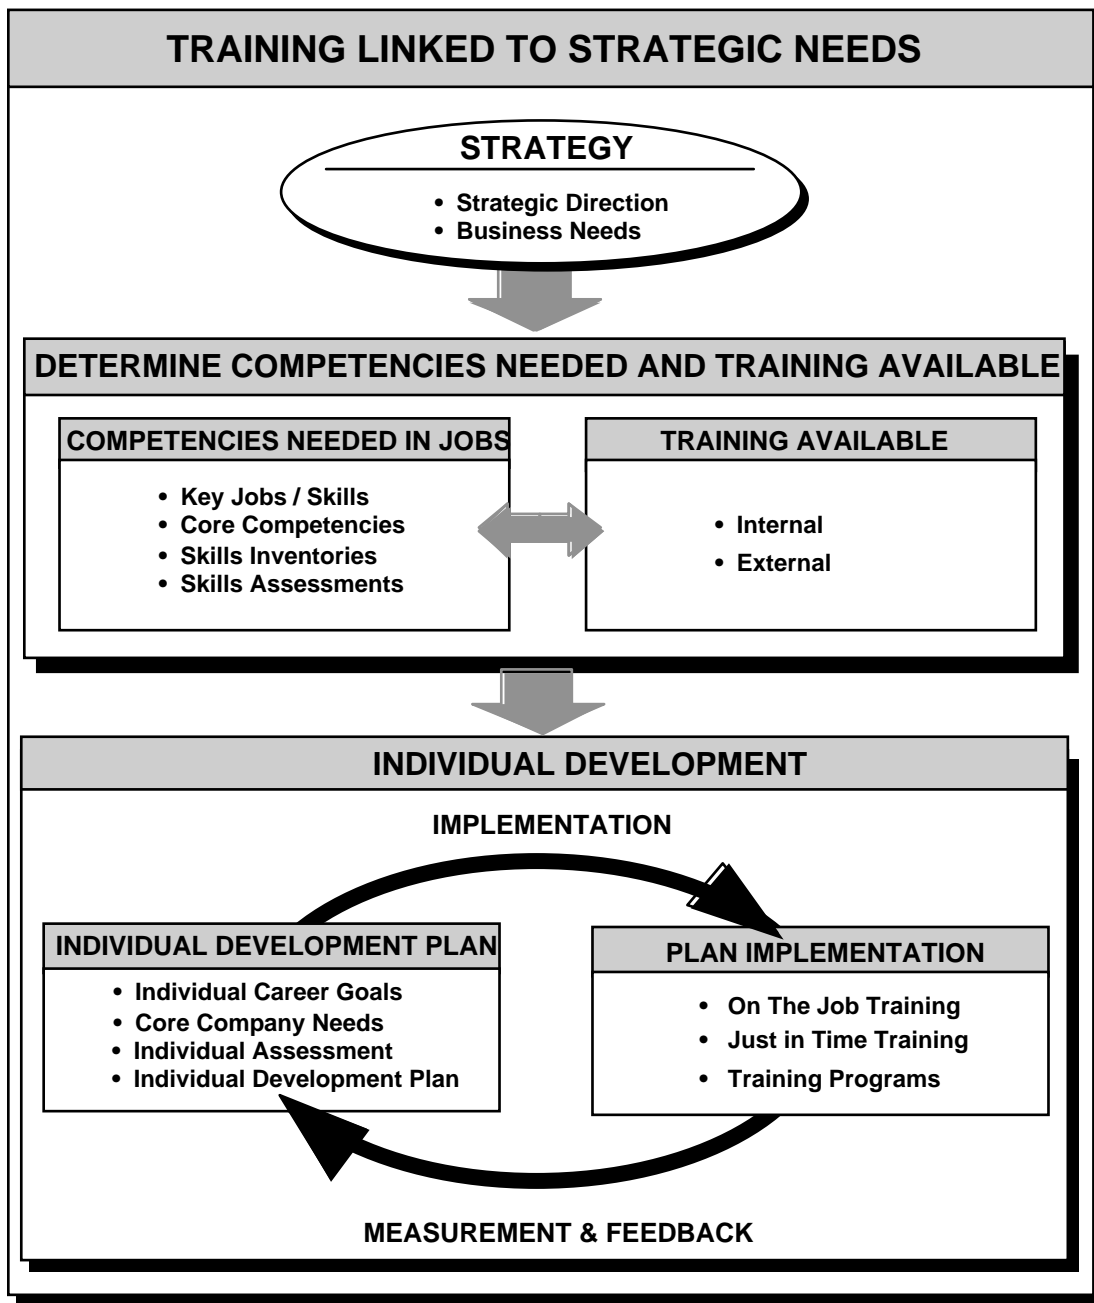 TRAINING LINKED TO STRATEGIC NEEDS
STRATEGY
• Strategic Direction
• Business Needs
DETERMINE COMPETENCIES NEEDED AND TRAINING AVAILABLE
COMPETENCIES NEEDED IN JOBS
• Key Jobs / Skills
• Core Competencies
• Skills Inventories
• Skills Assessments
TRAINING AVAILABLE
• Internal
• External
INDIVIDUAL DEVELOPMENT
IMPLEMENTATION
INDIVIDUAL DEVELOPMENT PLAN
• Individual Career Goals
• Core Company Needs
• Individual Assessment
• Individual Development Plan
PLAN IMPLEMENTATION
• On The Job Training
• Just in Time Training
• Training Programs
MEASUREMENT & FEEDBACK